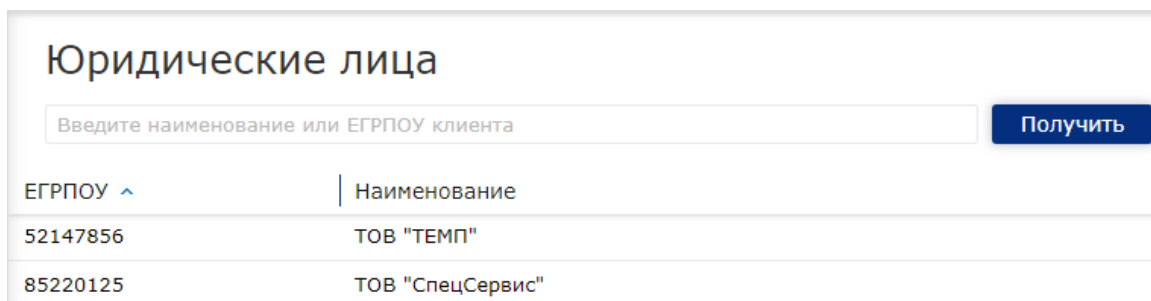 Юридические лица
Введите наименование или ЕГРПОУ клиента Получить
ЕГРПОУ Наименование
52147856 ТОВ "ТЕМП"
85220125 ТОВ "СпецСервис"